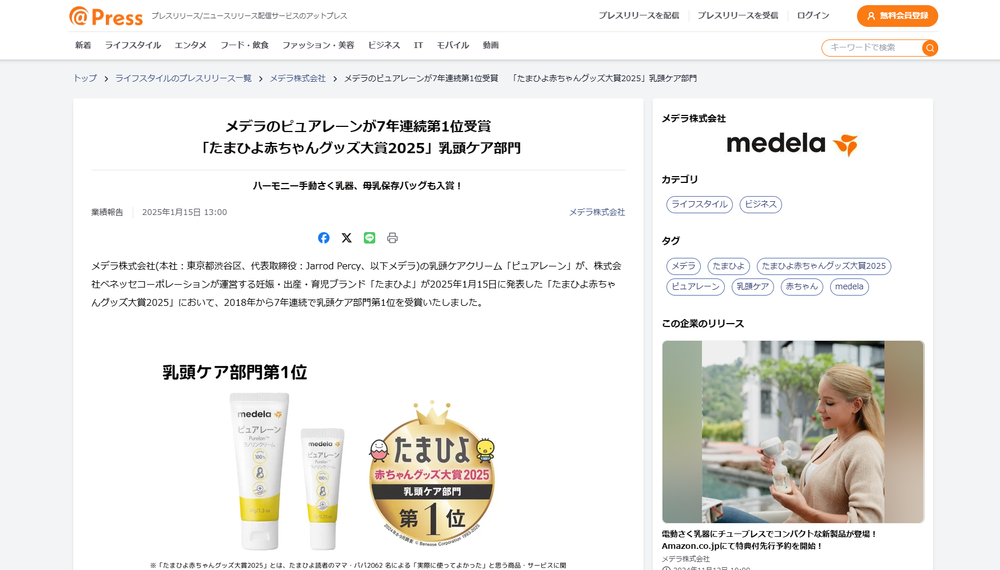 @Press
プレスリリース/ニュースリリース配信サービスのアットプレス
プレスリリースを配信
プレスリリースを受信
ログイン
無料会員登録
新着 ライフスタイル エンタメ フード・飲食 ファッション・美容 ビジネス IT モバイル 動画
キーワードで検索
トップ › ライフスタイルのプレスリリース一覧 › メデラ株式会社 › メデラのピュアレーンが7年連続第1位受賞 「たまひよ赤ちゃんグッズ大賞2025」乳頭ケア部門
メデラのピュアレーンが7年連続第1位受賞
「たまひよ赤ちゃんグッズ大賞2025」乳頭ケア部門
ハーモニー手動さく乳器、母乳保存バッグも入賞！
業績報告 2025年1月15日 13:00
メデラ株式会社
メデラ株式会社(本社：東京都渋谷区、代表取締役：Jarrod Percy、以下メデラ)の乳頭ケアクリーム「ピュアレーン」が、株式会
社ベネッセコーポレーションが運営する妊娠・出産・育児ブランド「たまひよ」が2025年1月15日に発表した「たまひよ赤ちゃ
んグッズ大賞2025」において、2018年から7年連続で乳頭ケア部門第1位を受賞いたしました。
乳頭ケア部門第1位
medela
ピュアレーン
Purelan™
ラノリンクリーム
100%
37g/1.3 oz
medela
ピュアレーン
Purelan™
ラノリンクリーム
100%
7g/0.25 oz
たまひよ
赤ちゃんグッズ大賞2025
乳頭ケア部門
第1位
2024年8-9月調査 © Benesse Corporation 1993-2025
※「たまひよ赤ちゃんグッズ大賞2025」とは、たまひよ読者のママ・パパ2062 名による「実際に使ってよかった」と思う商品・サービスに関
メデラ株式会社
medela
カテゴリ
ライフスタイル ビジネス
タグ
メデラ たまひよ たまひよ赤ちゃんグッズ大賞2025
ピュアレーン 乳頭ケア 赤ちゃん medela
この企業のリリース
電動さく乳器にチューブレスでコンパクトな新製品が登場！
Amazon.co.jpにて特典付先行予約を開始！
メデラ株式会社
2024年11月12日 10:00